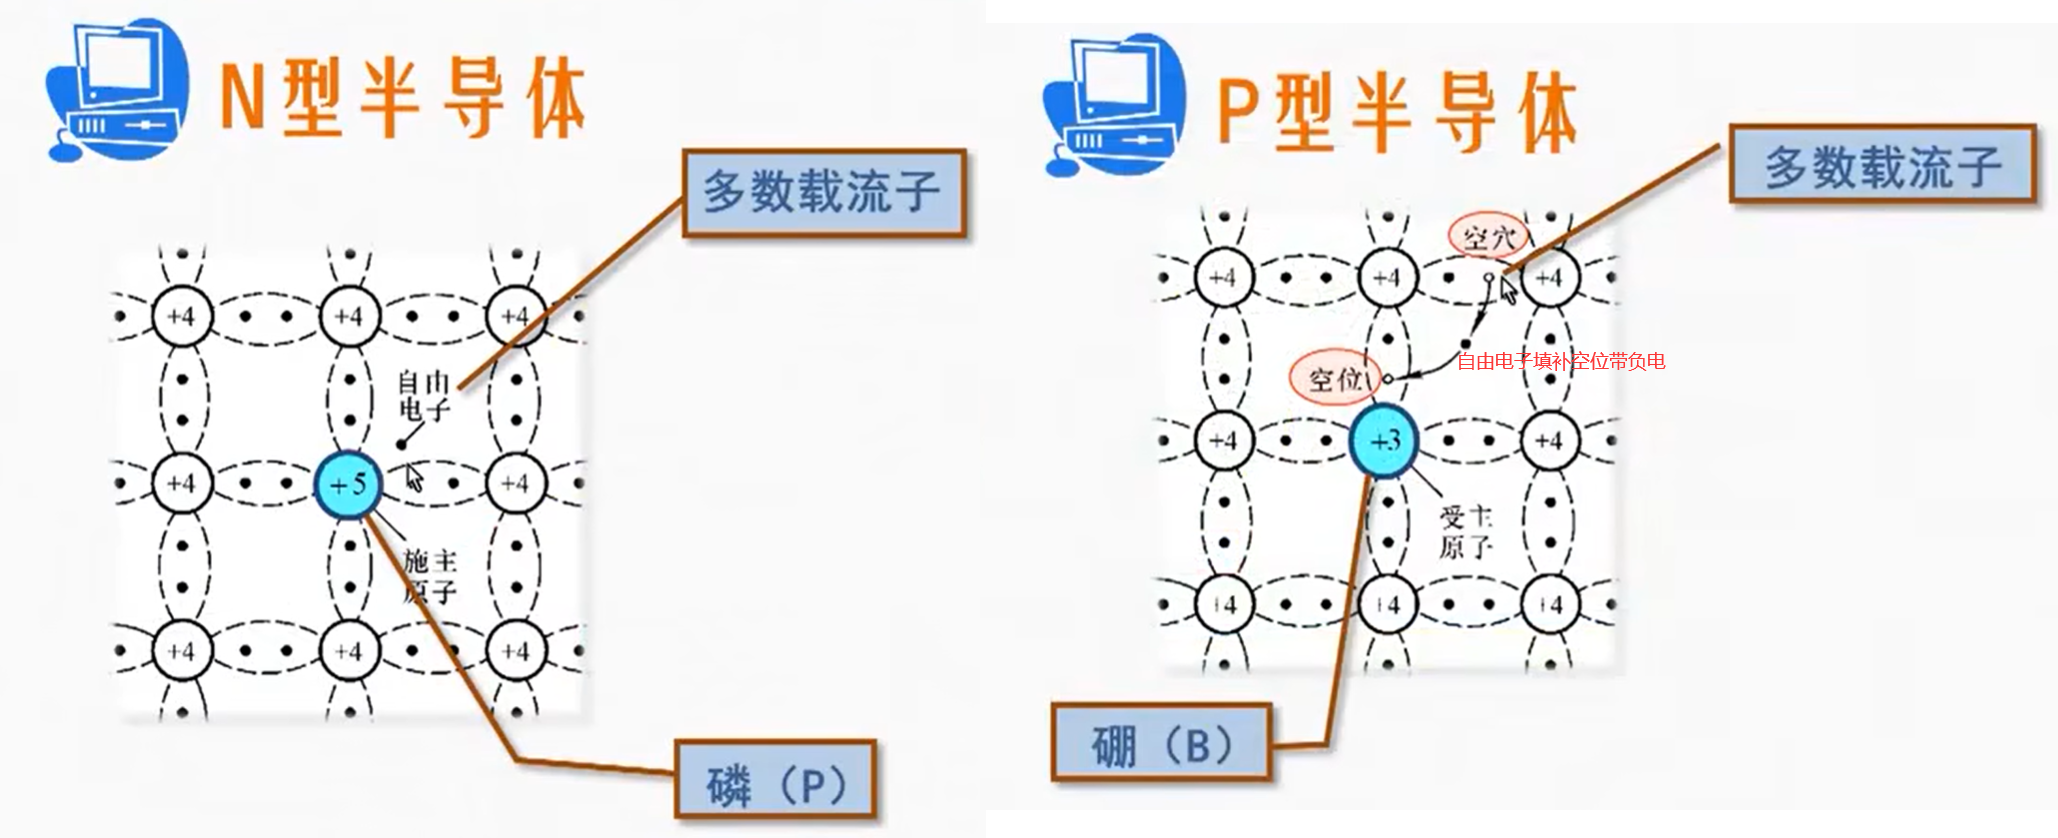 N型半导体
多数载流子
+4 +4 +4
自由
电子
+4 +5 +4
施主
原子
+4 +4 +4
磷（P）
P型半导体
多数载流子
空穴
+4 +4 +4
自由电子填补空位带负电
空位
+4 +3 +4
受主
原子
+4 +4 +4
硼（B）